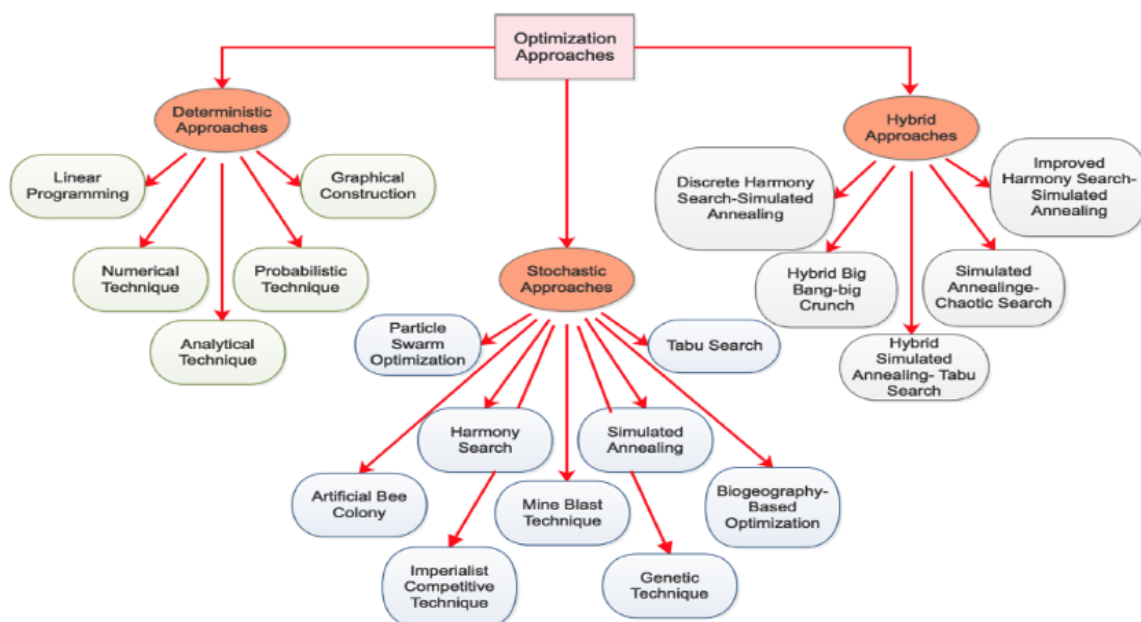 Optimization
Approaches
Deterministic
Approaches
Hybrid
Approaches
Linear
Programming
Graphical
Construction
Numerical
Technique
Probabilistic
Technique
Analytical
Technique
Stochastic
Approaches
Particle
Swarm
Optimization
Tabu Search
Harmony
Search
Simulated
Annealing
Artificial Bee
Colony
Mine Blast
Technique
Biogeography-
Based
Optimization
Imperialist
Competitive
Technique
Genetic
Technique
Discrete Harmony
Search-Simulated
Annealing
Improved
Harmony Search-
Simulated
Annealing
Hybrid Big
Bang-big
Crunch
Simulated
Annealinge-
Chaotic Search
Hybrid
Simulated
Annealing- Tabu
Search